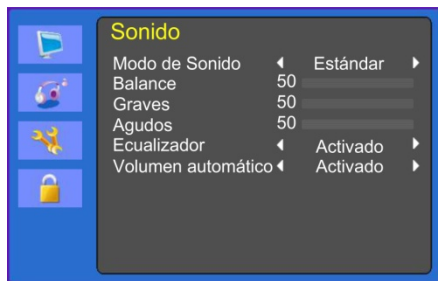 Sonido
Modo de Sonido Estándar
Balance 50
Graves 50
Agudos 50
Ecualizador Activado
Volumen automático Activado